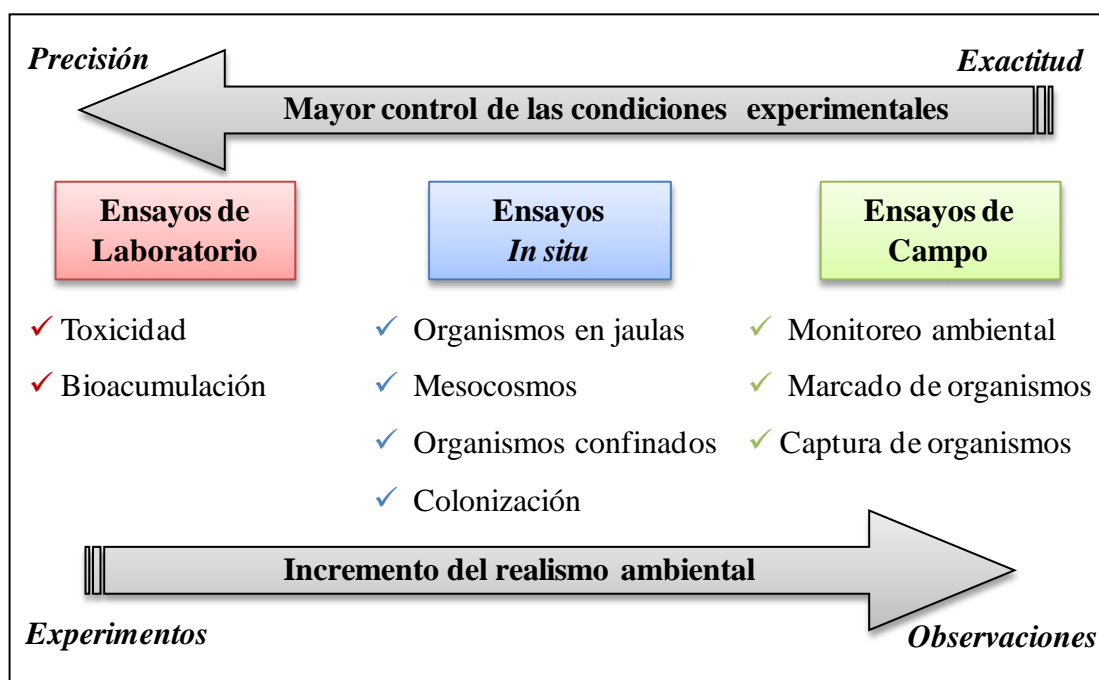 Precisión
Exactitud
Mayor control de las condiciones experimentales
Ensayos de
Laboratorio
Ensayos
In situ
Ensayos de
Campo
✓ Toxicidad
✓ Bioacumulación
✓ Organismos en jaulas
✓ Mesocosmos
✓ Organismos confinados
✓ Colonización
✓ Monitoreo ambiental
✓ Marcado de organismos
✓ Captura de organismos
Incremento del realismo ambiental
Experimentos
Observaciones